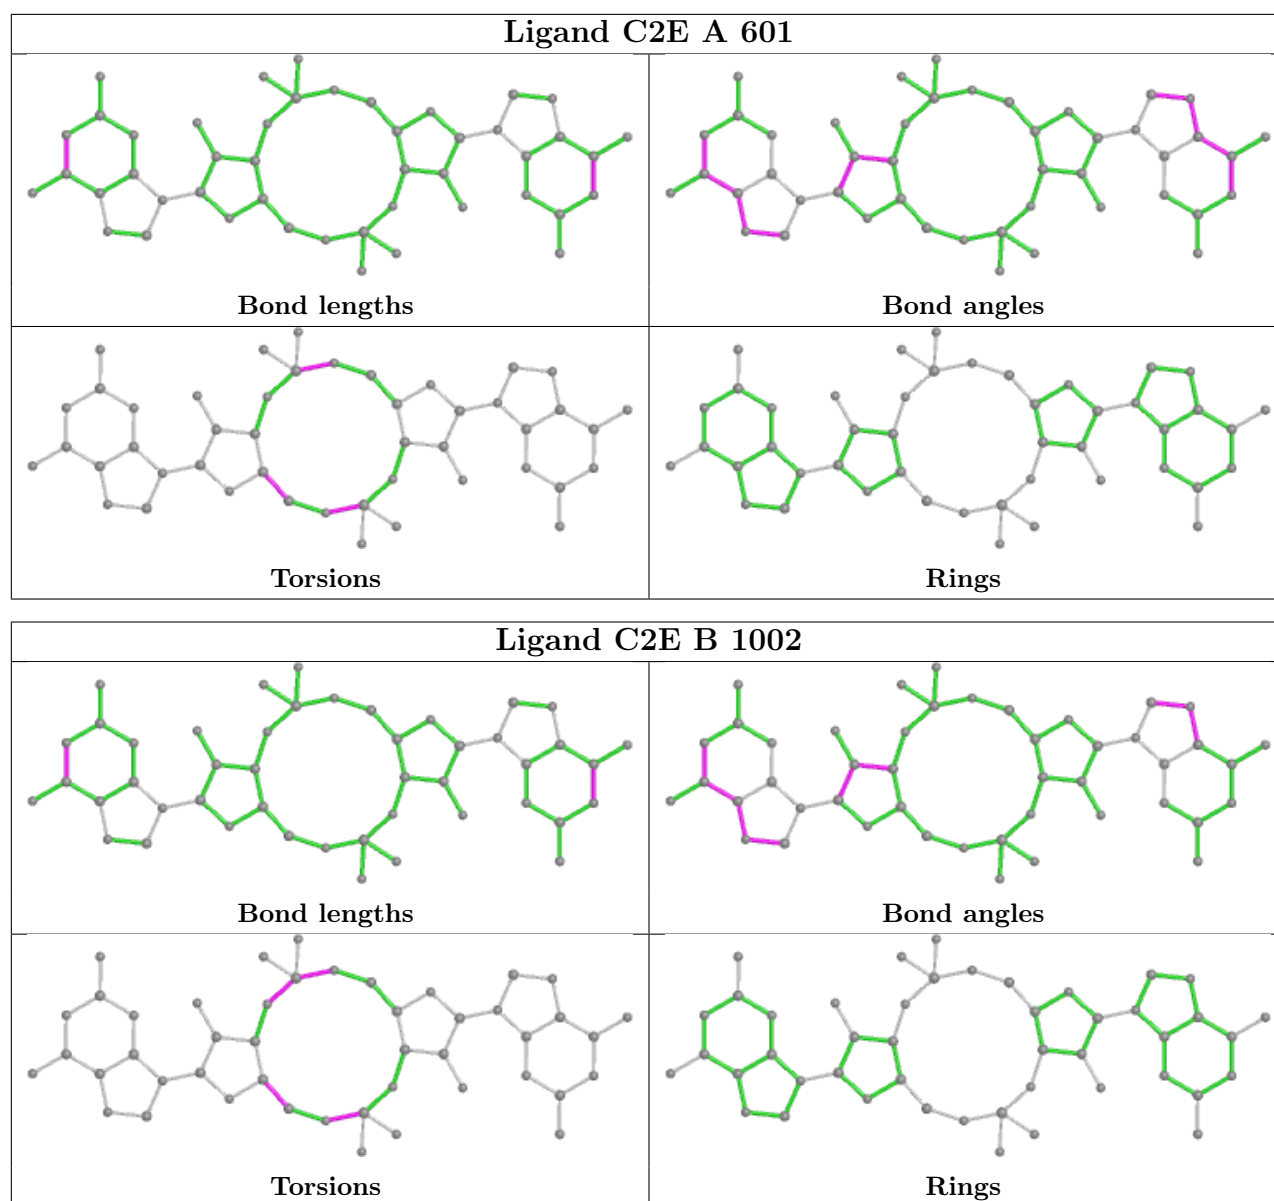 Ligand C2E A 601
Bond lengths
Bond angles
Torsions
Rings
Ligand C2E B 1002
Bond lengths
Bond angles
Torsions
Rings